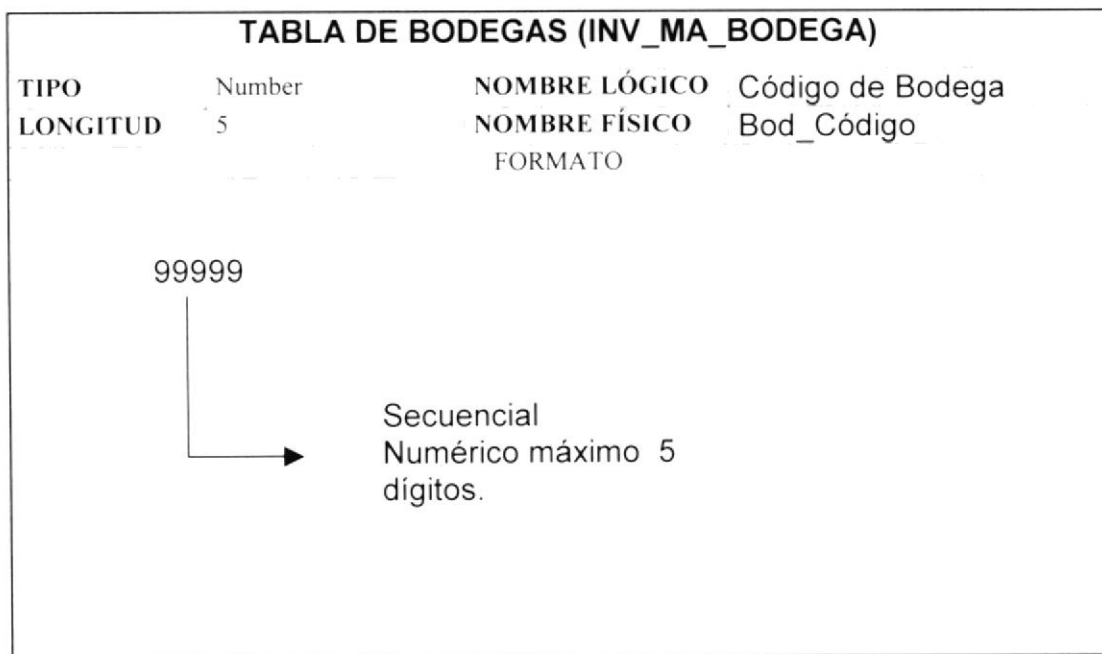 TABLA DE BODEGAS (INV_MA_BODEGA)
TIPO Number NOMBRE LÓGICO Código de Bodega
LONGITUD 5 NOMBRE FÍSICO Bod_Código
FORMATO
99999
Secuencial
Numérico máximo 5
dígitos.